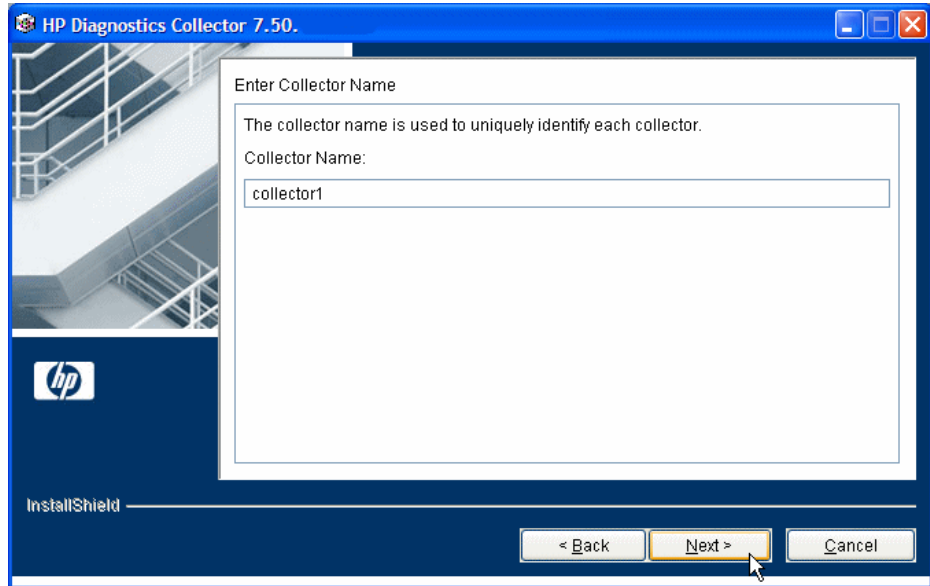 HP Diagnostics Collector 7.50.
Enter Collector Name
The collector name is used to uniquely identify each collector.
Collector Name:
collector1
hp
InstallShield
< Back
Next >
Cancel